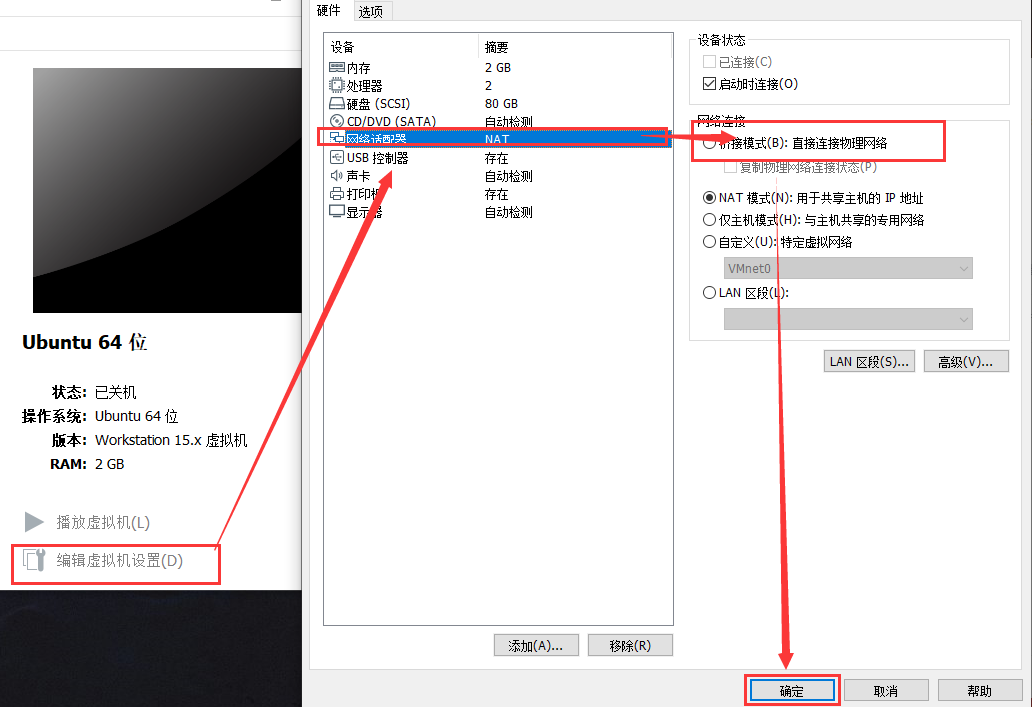 硬件 选项
设备 摘要
内存 2 GB
处理器 2
硬盘 (SCSI) 80 GB
CD/DVD (SATA) 自动检测
网络适配器 NAT
USB 控制器 存在
声卡 自动检测
打印机 存在
显示器 自动检测
添加(A)... 移除(R)
设备状态
已连接(C)
启动时连接(O)
网络连接
桥接模式(B): 直接连接物理网络
复制物理网络连接状态(P)
NAT 模式(N): 用于共享主机的 IP 地址
仅主机模式(H): 与主机共享的专用网络
自定义(U): 特定虚拟网络
VMnet0
LAN 区段(L):
LAN 区段(S)... 高级(V)...
确定 取消 帮助
Ubuntu 64 位
状态: 已关机
操作系统: Ubuntu 64 位
版本: Workstation 15.x 虚拟机
RAM: 2 GB
播放虚拟机(L)
编辑虚拟机设置(D)